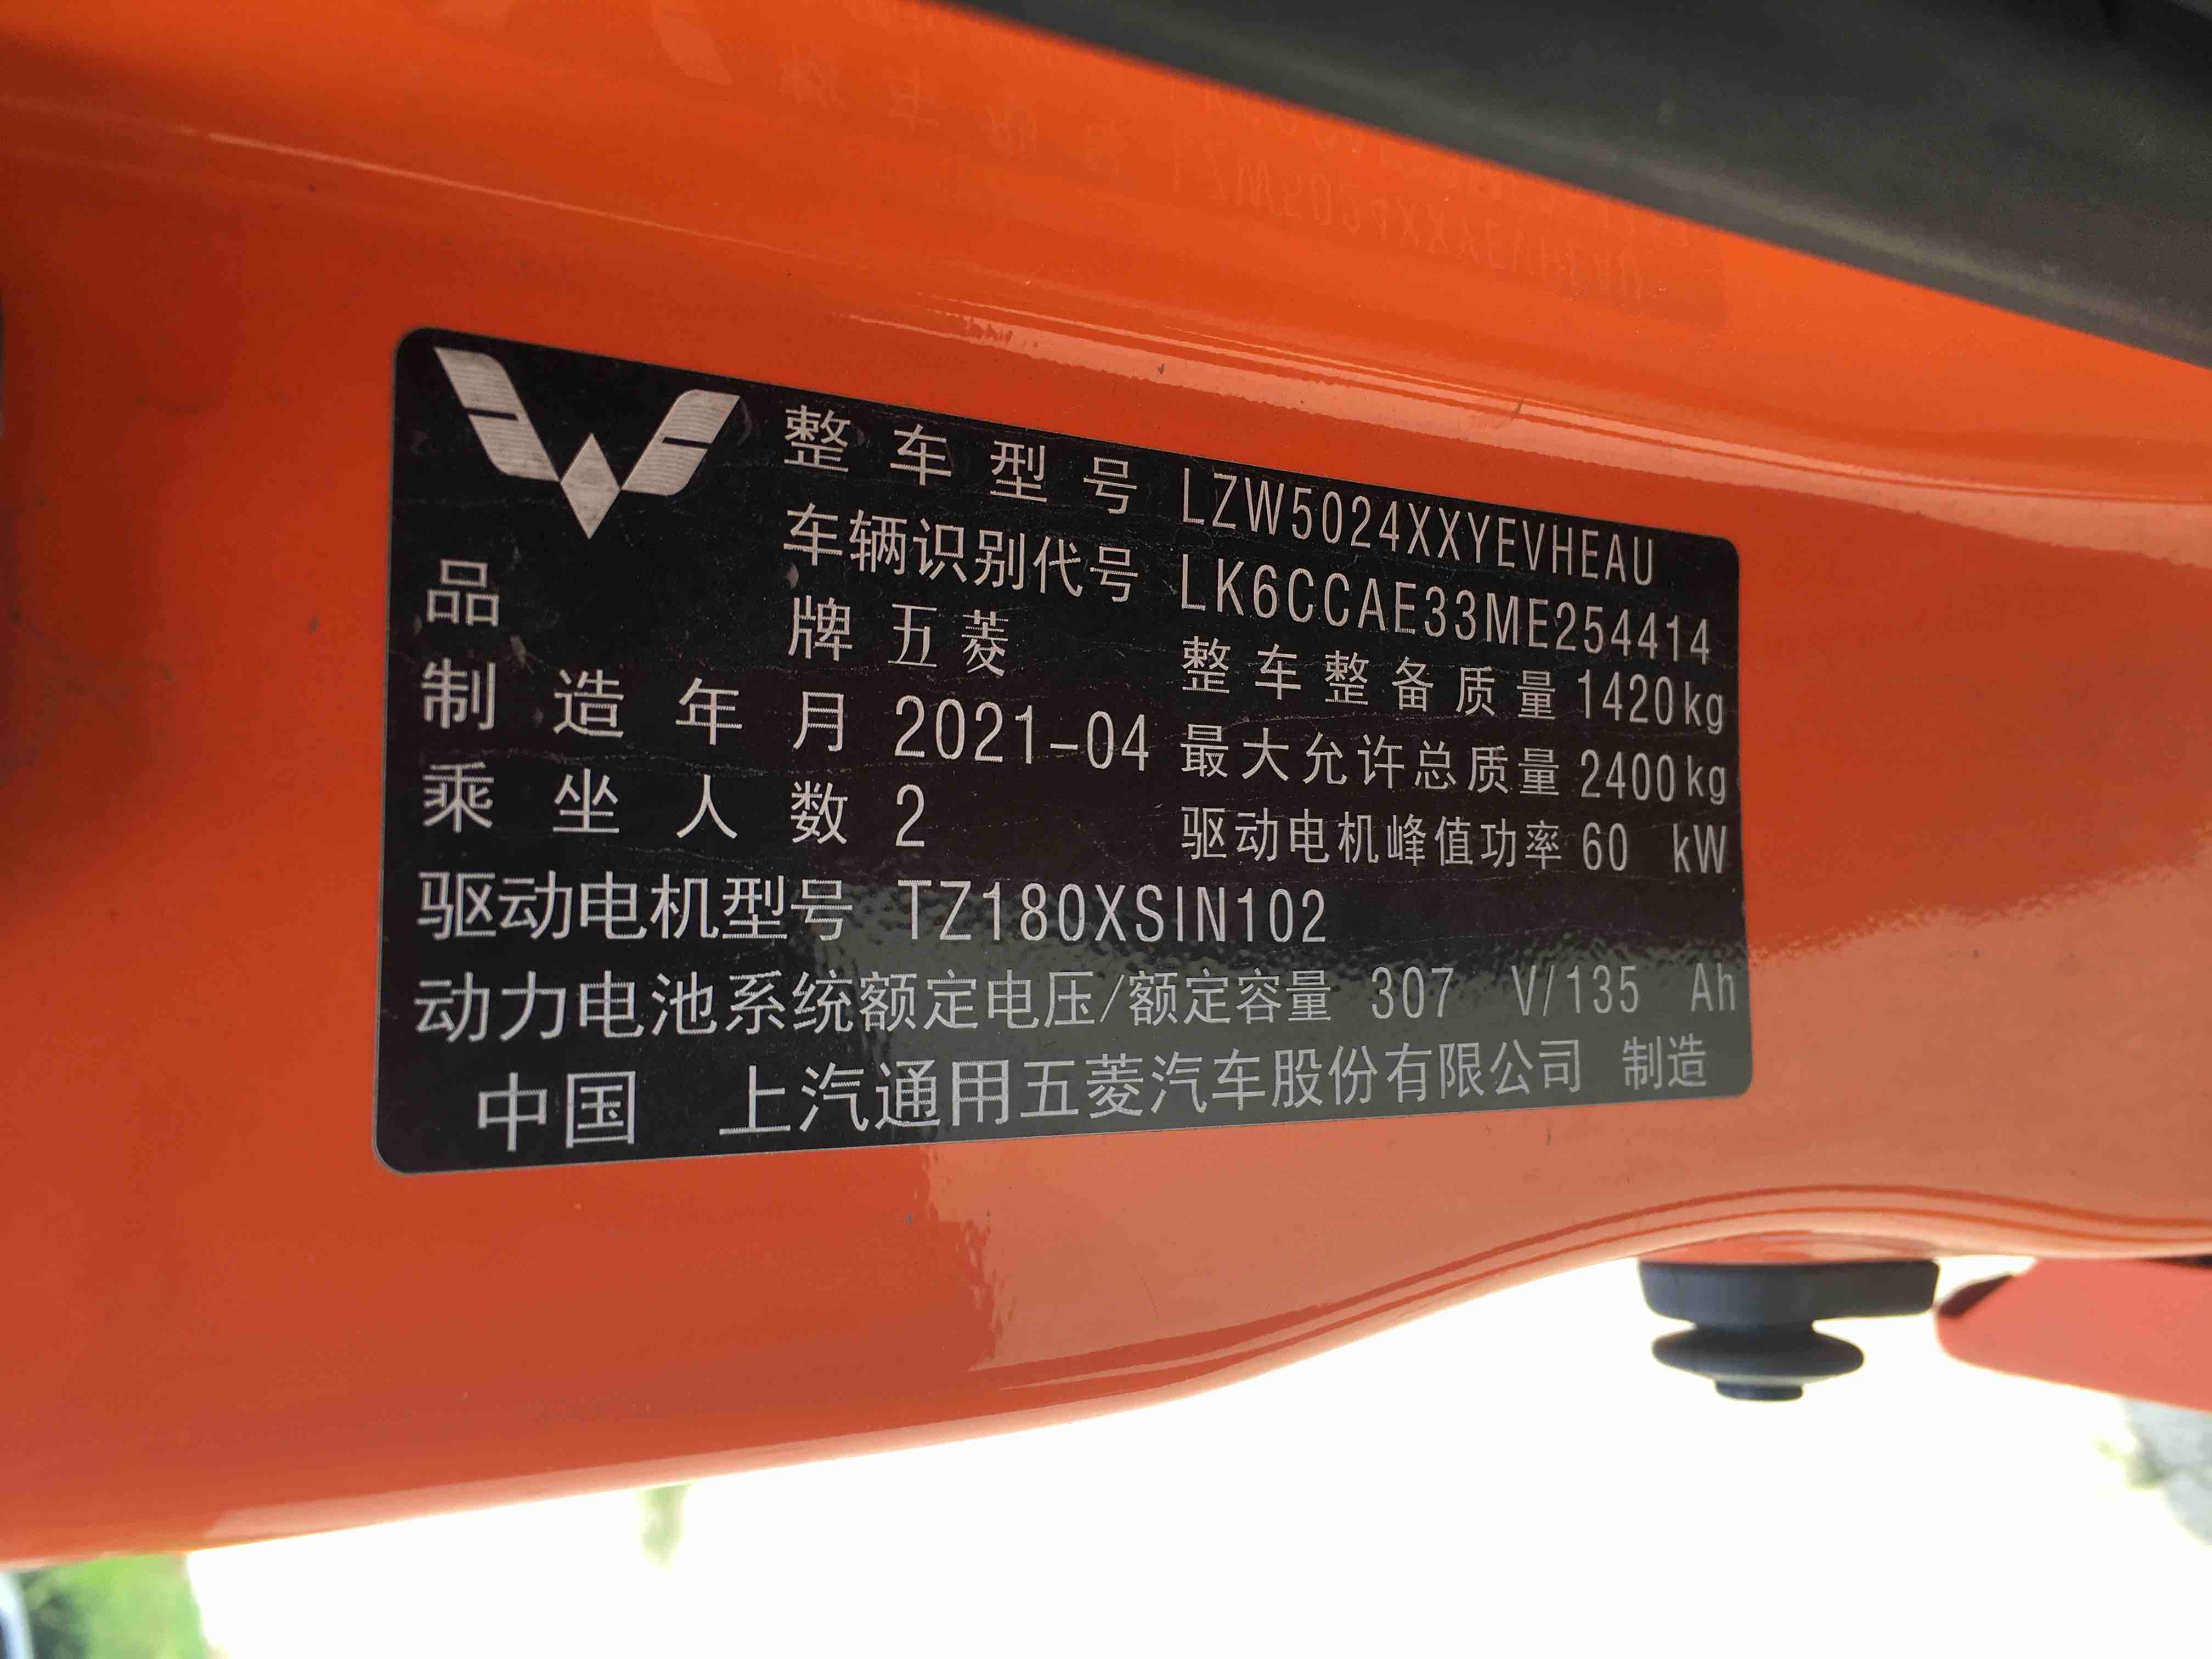 整车型号 LZW5024XXYEVHEAU
车辆识别代号 LK6CCAE33ME254414
品牌 五菱 整车整备质量 1420kg
制造年月 2021-04 最大允许总质量 2400kg
乘坐人数 2 驱动电机峰值功率 60 kW
驱动电机型号 TZ180XSIN102
动力电池系统额定电压/额定容量 307 V/135 Ah
中国 上汽通用五菱汽车股份有限公司 制造